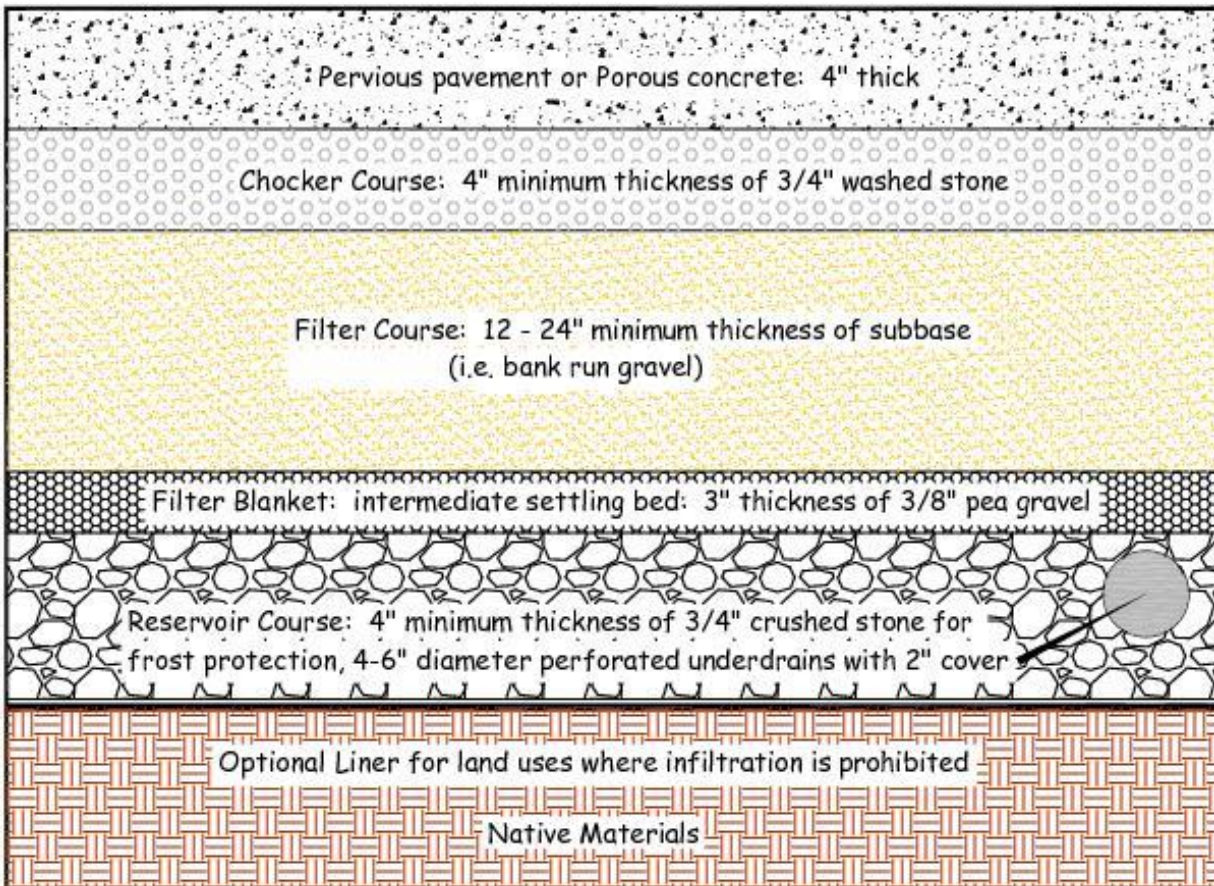 Pervious pavement or Porous concrete: 4" thick
Chocker Course: 4" minimum thickness of 3/4" washed stone
Filter Course: 12 - 24" minimum thickness of subbase
(i.e. bank run gravel)
Filter Blanket: intermediate settling bed: 3" thickness of 3/8" pea gravel
Reservoir Course: 4" minimum thickness of 3/4" crushed stone for
frost protection, 4-6" diameter perforated underdrains with 2" cover
Optional Liner for land uses where infiltration is prohibited
Native Materials